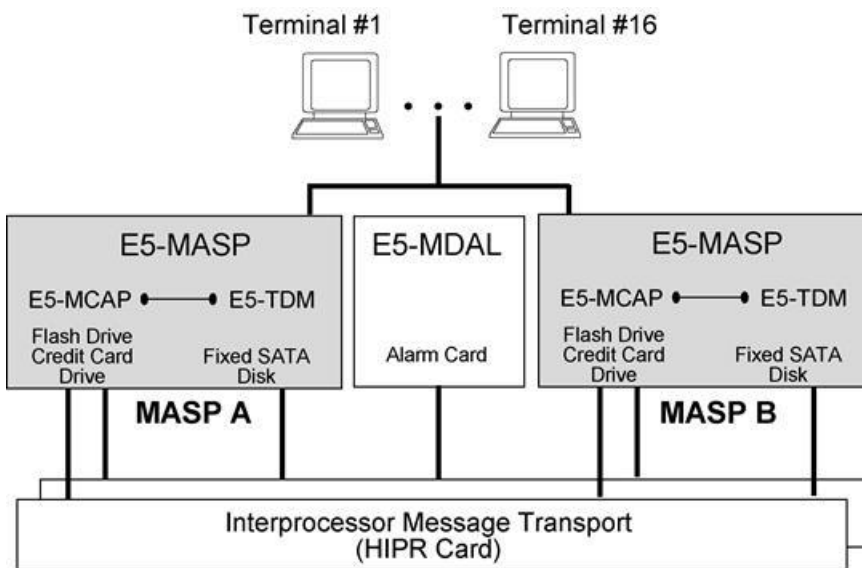 Terminal #1
Terminal #16
E5-MASP
E5-MCAP
E5-TDM
Flash Drive
Credit Card
Drive
Fixed SATA
Disk
MASP A
E5-MDAL
Alarm Card
E5-MASP
E5-MCAP
E5-TDM
Flash Drive
Credit Card
Drive
Fixed SATA
Disk
MASP B
Interprocessor Message Transport
(HIPR Card)